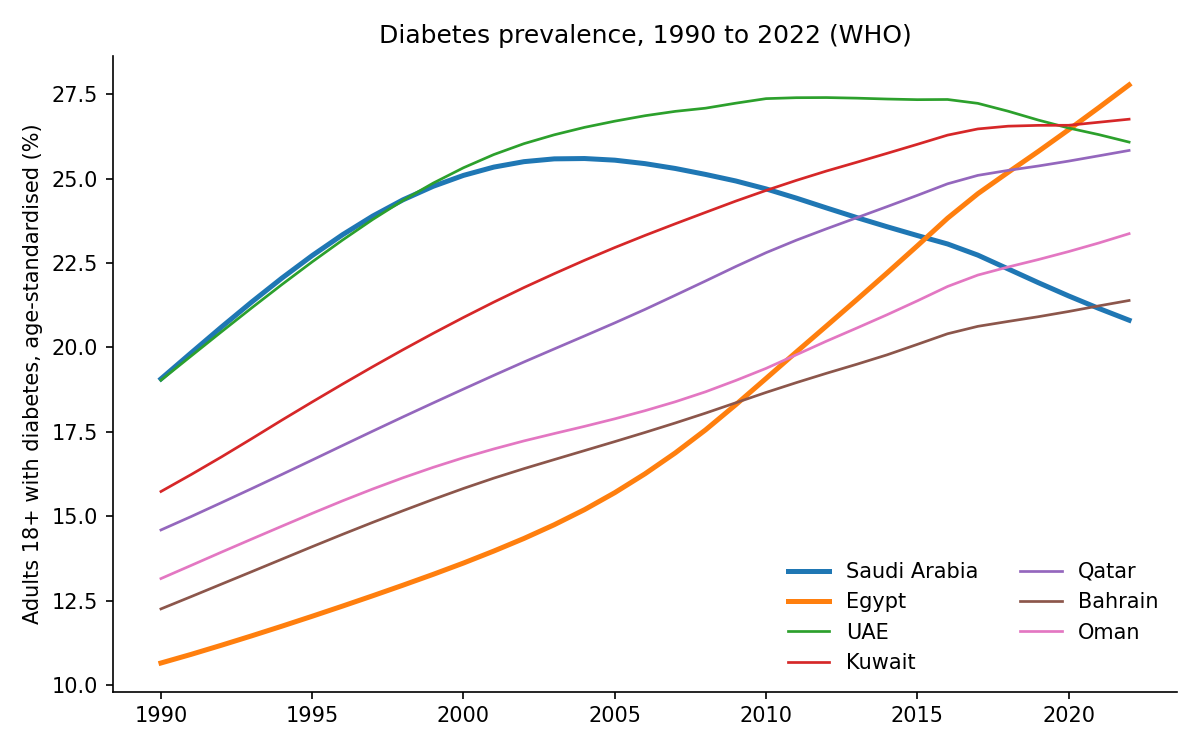 Diabetes prevalence, 1990 to 2022 (WHO)
Adults 18+ with diabetes, age-standardised (%)
27.5
25.0
22.5
20.0
17.5
15.0
12.5
10.0
1990
1995
2000
2005
2010
2015
2020
Saudi Arabia
Egypt
UAE
Kuwait
Qatar
Bahrain
Oman